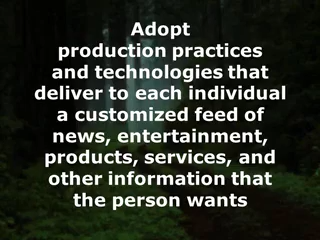 Adopt
production practices
and technologies that
deliver to each individual
a customized feed of
news, entertainment,
products, services, and
other information that
the person wants